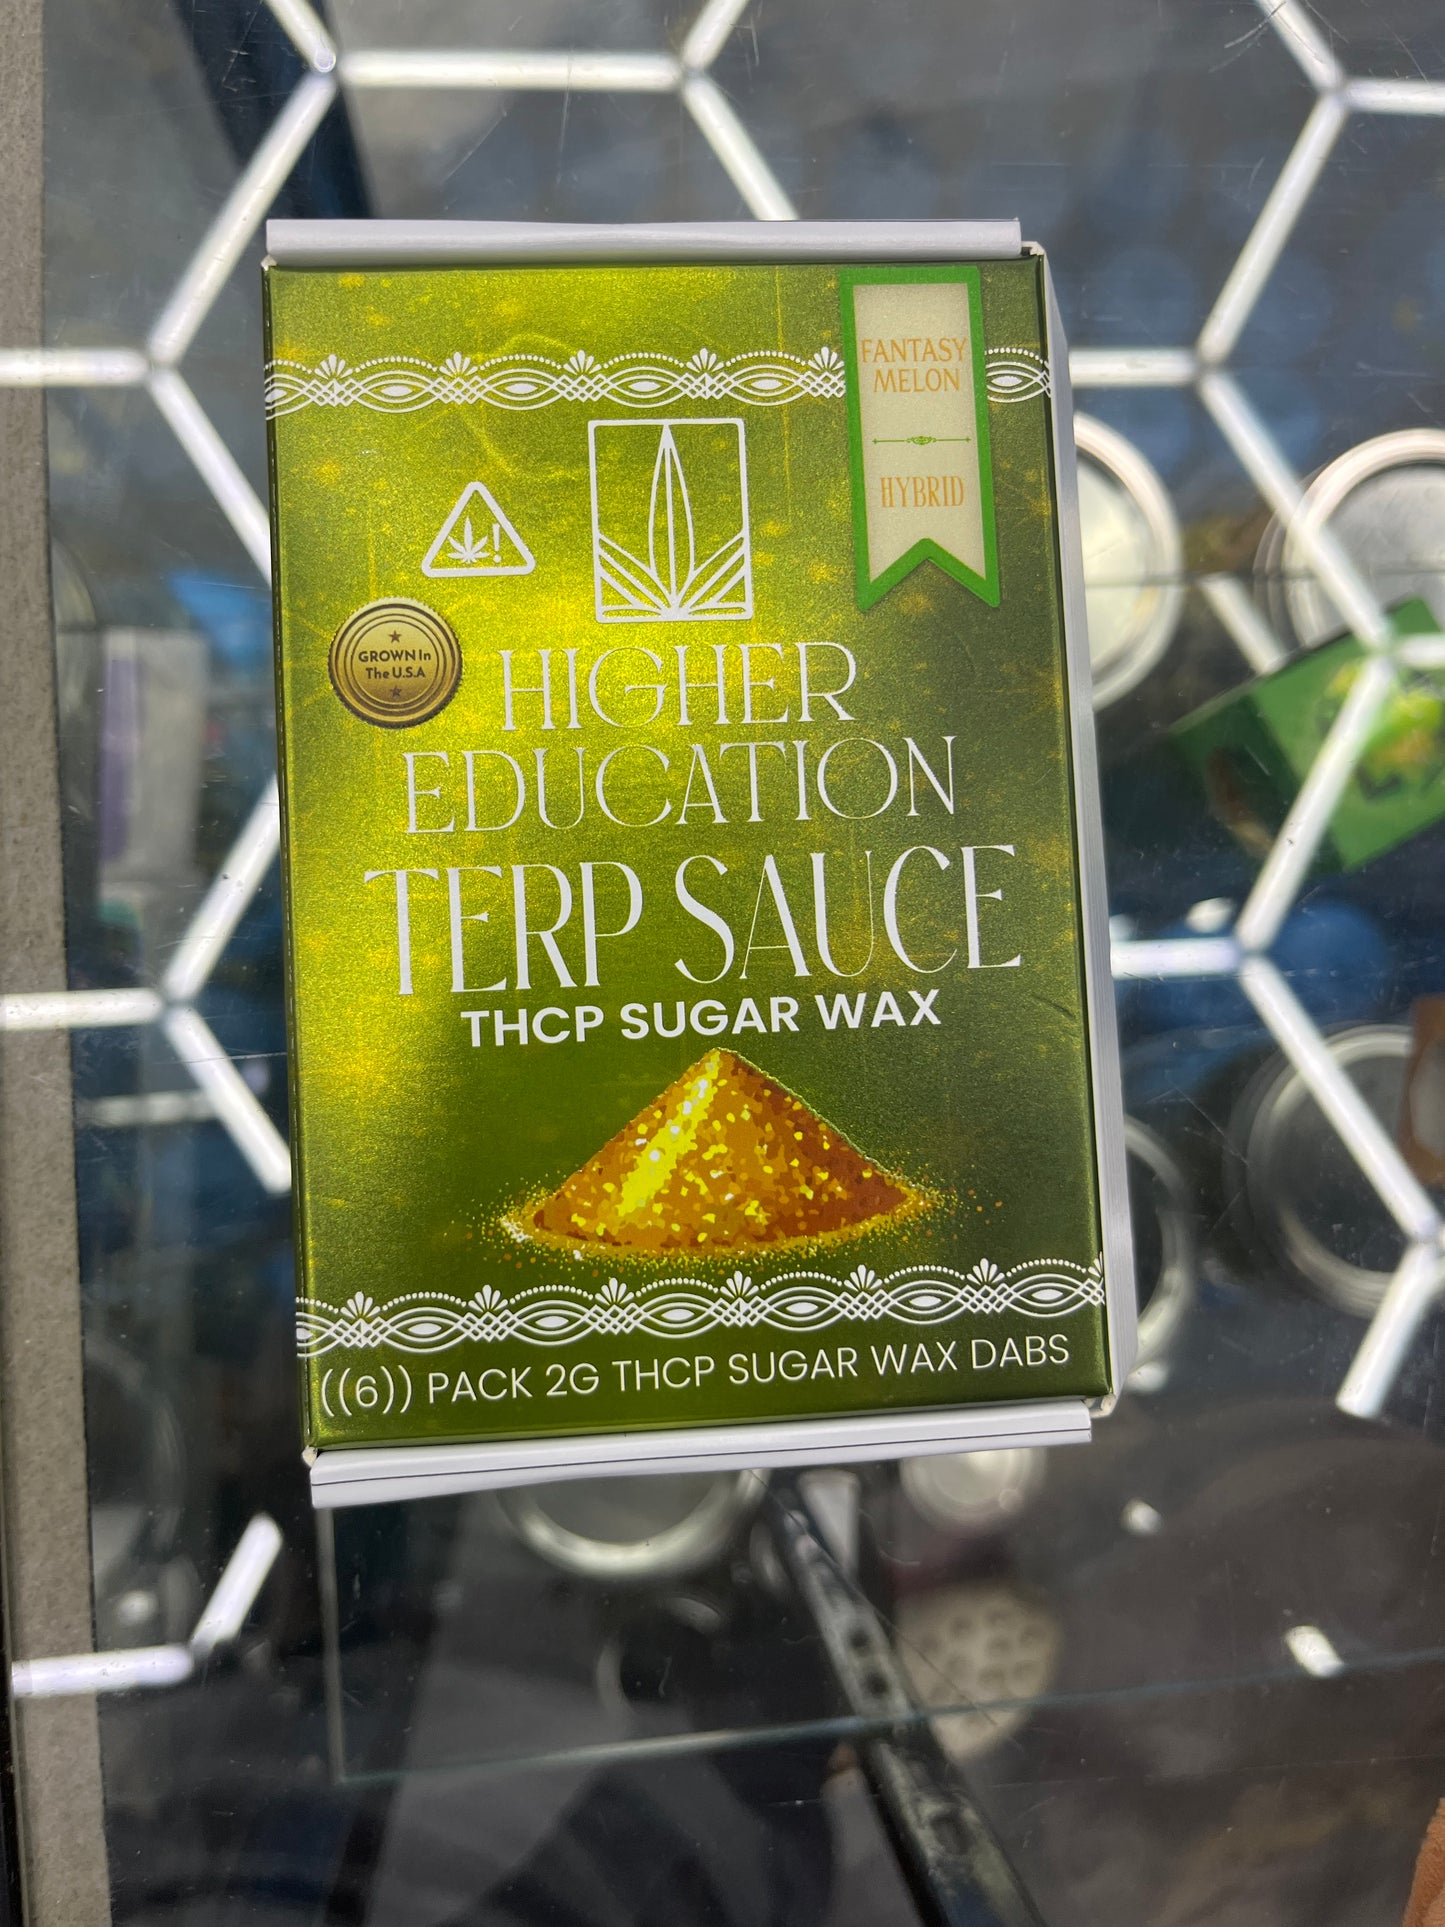 FANTASY
MELON
HYBRID
GROWN In
The U.S.A
HIGHER
EDUCATION
TERP SAUCE
THCP SUGAR WAX
((6)) PACK 2G THCP SUGAR WAX DABS